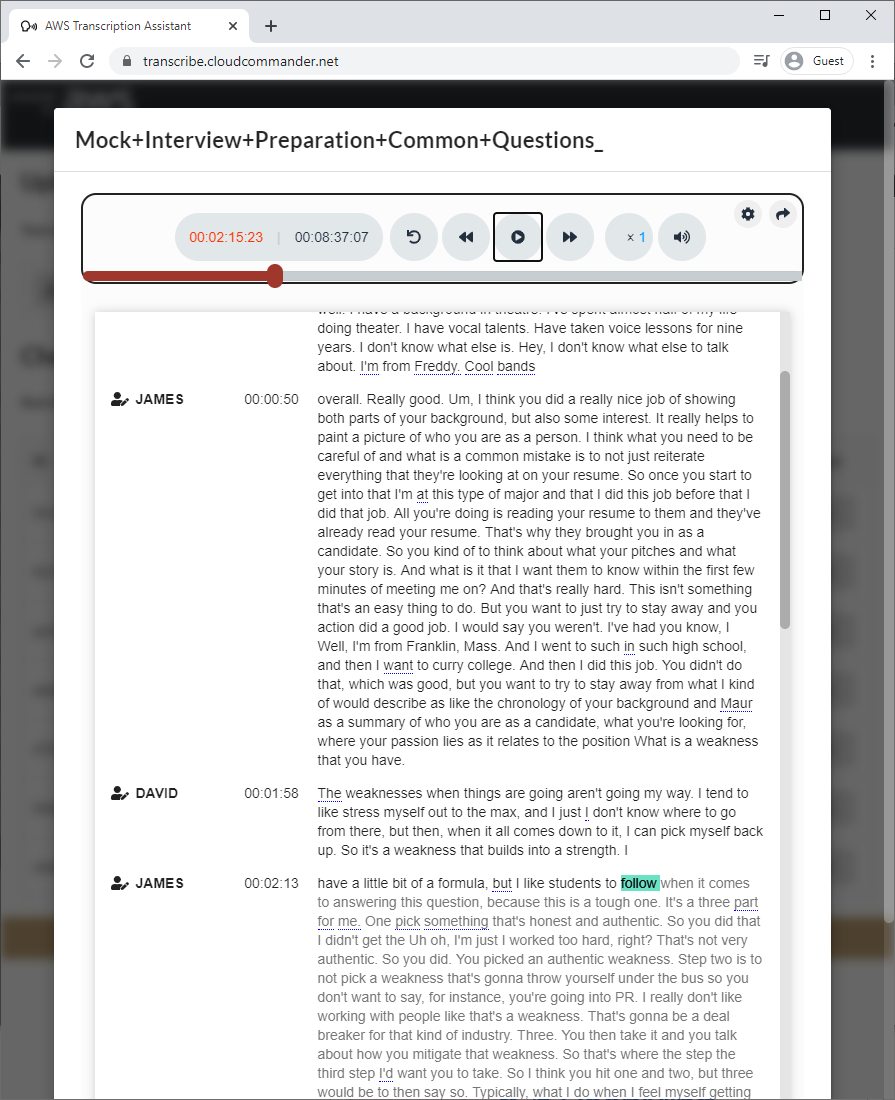 AWS Transcription Assistant
transcribe.cloudcommander.net
Guest
Mock+Interview+Preparation+Common+Questions_
00:02:15:23 | 00:08:37:07
× 1
well. I have a background in theatre. I've spent almost half of my life
doing theater. I have vocal talents. Have taken voice lessons for nine
years. I don't know what else is. Hey, I don't know what else to talk
about. I'm from Freddy. Cool bands
JAMES 00:00:50 overall. Really good. Um, I think you did a really nice job of showing
both parts of your background, but also some interest. It really helps to
paint a picture of who you are as a person. I think what you need to be
careful of and what is a common mistake is to not just reiterate
everything that they're looking at on your resume. So once you start to
get into that I'm at this type of major and that I did this job before that I
did that job. All you're doing is reading your resume to them and they've
already read your resume. That's why they brought you in as a
candidate. So you kind of to think about what your pitches and what
your story is. And what is it that I want them to know within the first few
minutes of meeting me on? And that's really hard. This isn't something
that's an easy thing to do. But you want to just try to stay away and you
action did a good job. I would say you weren't. I've had you know, I
Well, I'm from Franklin, Mass. And I went to such in such high school,
and then I want to curry college. And then I did this job. You didn't do
that, which was good, but you want to try to stay away from what I kind
of would describe as like the chronology of your background and Maur
as a summary of who you are as a candidate, what you're looking for,
where your passion lies as it relates to the position What is a weakness
that you have.
DAVID 00:01:58 The weaknesses when things are going aren't going my way. I tend to
like stress myself out to the max, and I just I don't know where to go
from there, but then, when it all comes down to it, I can pick myself back
up. So it's a weakness that builds into a strength. I
JAMES 00:02:13 have a little bit of a formula, but I like students to follow when it comes
to answering this question, because this is a tough one. It's a three part
for me. One pick something that's honest and authentic. So you did that
I didn't get the Uh oh, I'm just I worked too hard, right? That's not very
authentic. So you did. You picked an authentic weakness. Step two is to
not pick a weakness that's gonna throw yourself under the bus so you
don't want to say, for instance, you're going into PR. I really don't like
working with people like that's a weakness. That's gonna be a deal
breaker for that kind of industry. Three. You then take it and you talk
about how you mitigate that weakness. So that's where the step the
third step I'd want you to take. So I think you hit one and two, but three
would be to then say so. Typically, what I do when I feel myself getting